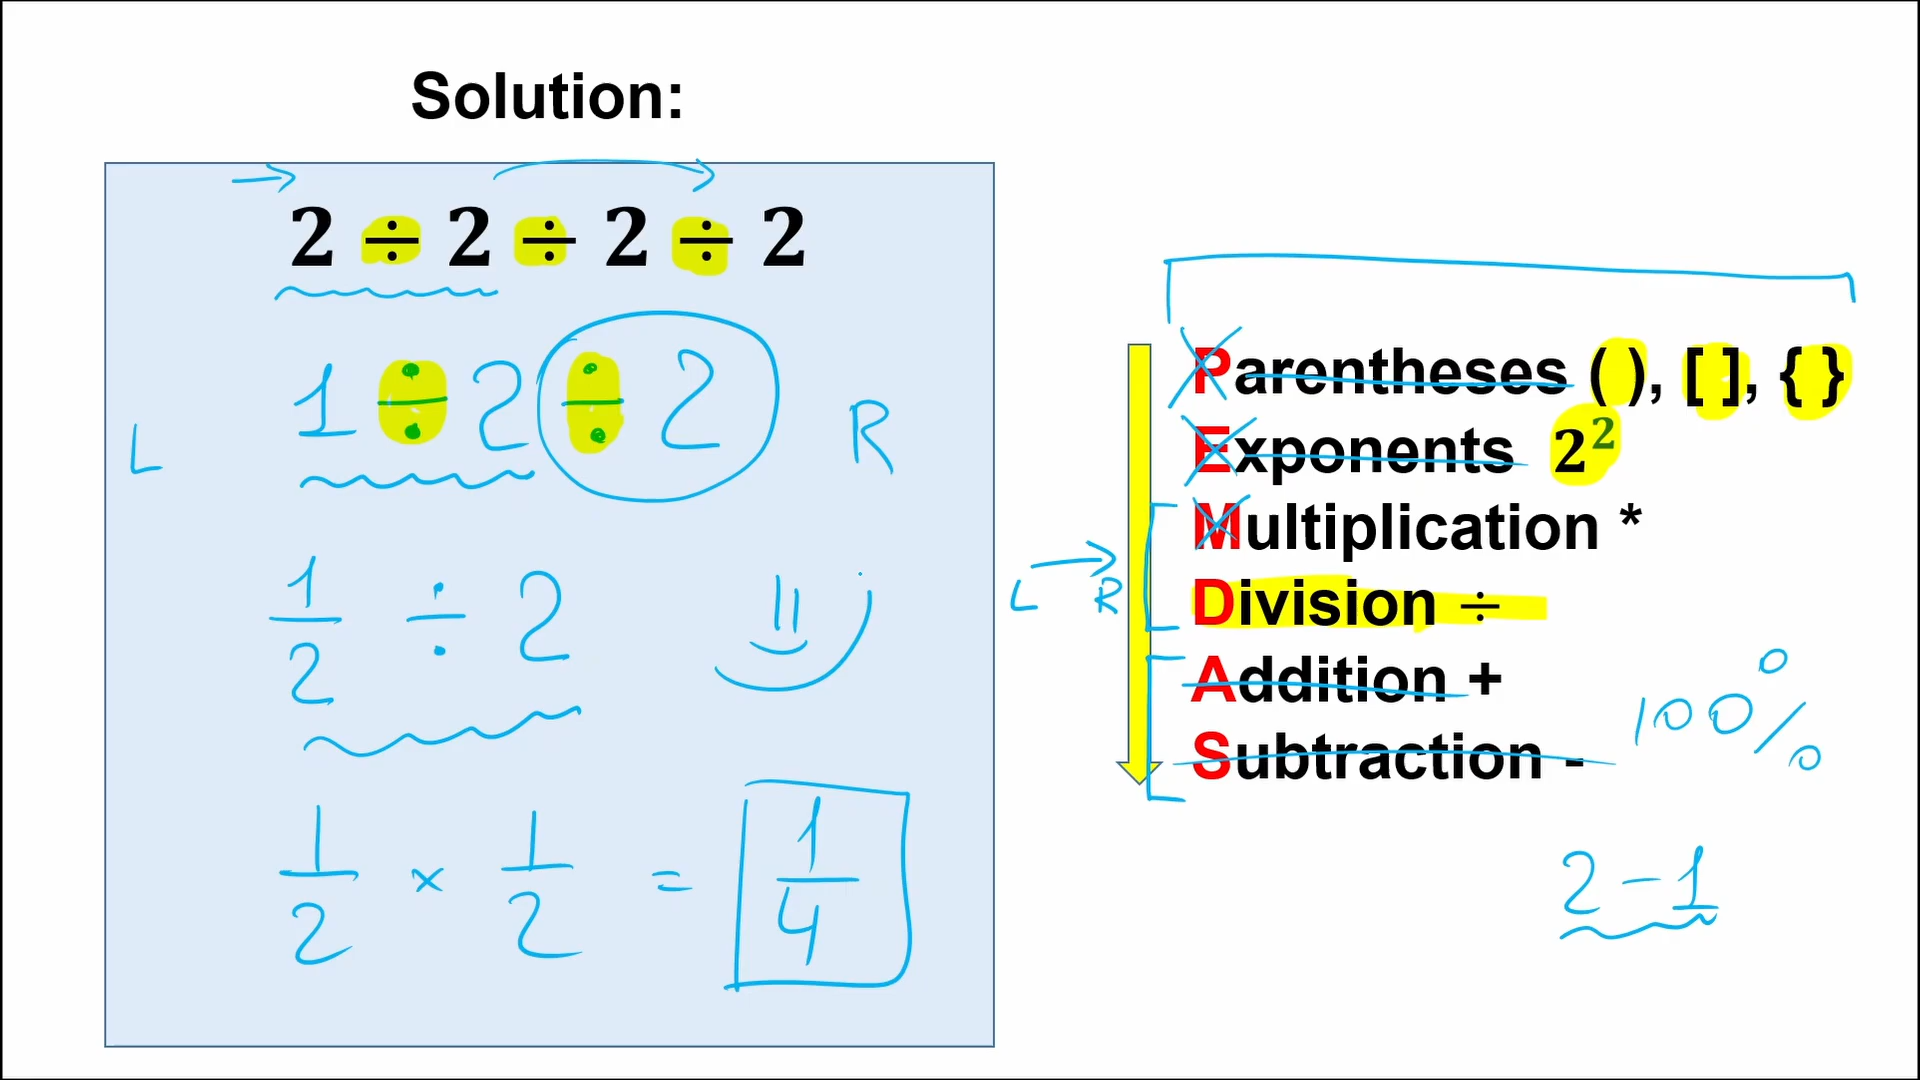 Solution:
2 ÷ 2 ÷ 2 ÷ 2
1 ÷ 2 ÷ 2
L
R
1/2 ÷ 2
1/2 × 1/2 = 1/4
Parentheses ( ), [ ], { }
Exponents 2²
Multiplication *
Division ÷
Addition +
Subtraction -
L → R
100%
2 - 1